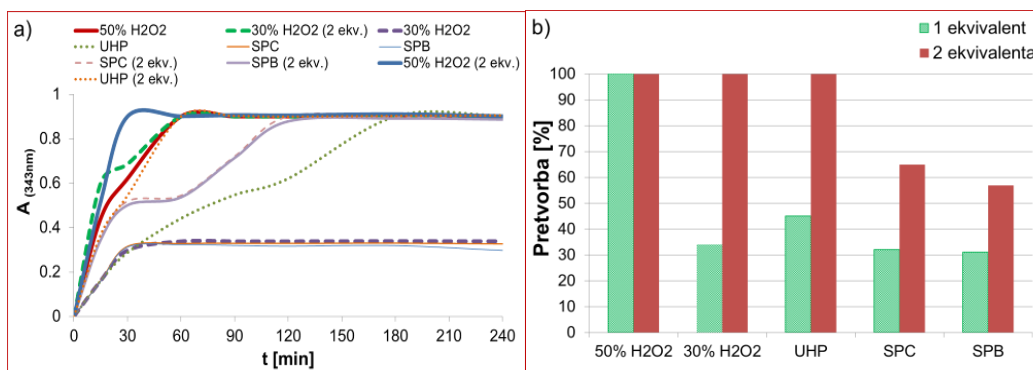 a)
50% H2O2
30% H2O2 (2 ekv.)
30% H2O2
UHP
SPC
SPB
SPC (2 ekv.)
SPB (2 ekv.)
50% H2O2 (2 ekv.)
UHP (2 ekv.)
1
0.8
0.6
0.4
0.2
0
A (343nm)
0 30 60 90 120 150 180 210 240
t [min]
b)
1 ekvivalent
2 ekvivalenta
100
90
80
70
60
50
40
30
20
10
0
Pretvorba [%]
50% H2O2 30% H2O2 UHP SPC SPB